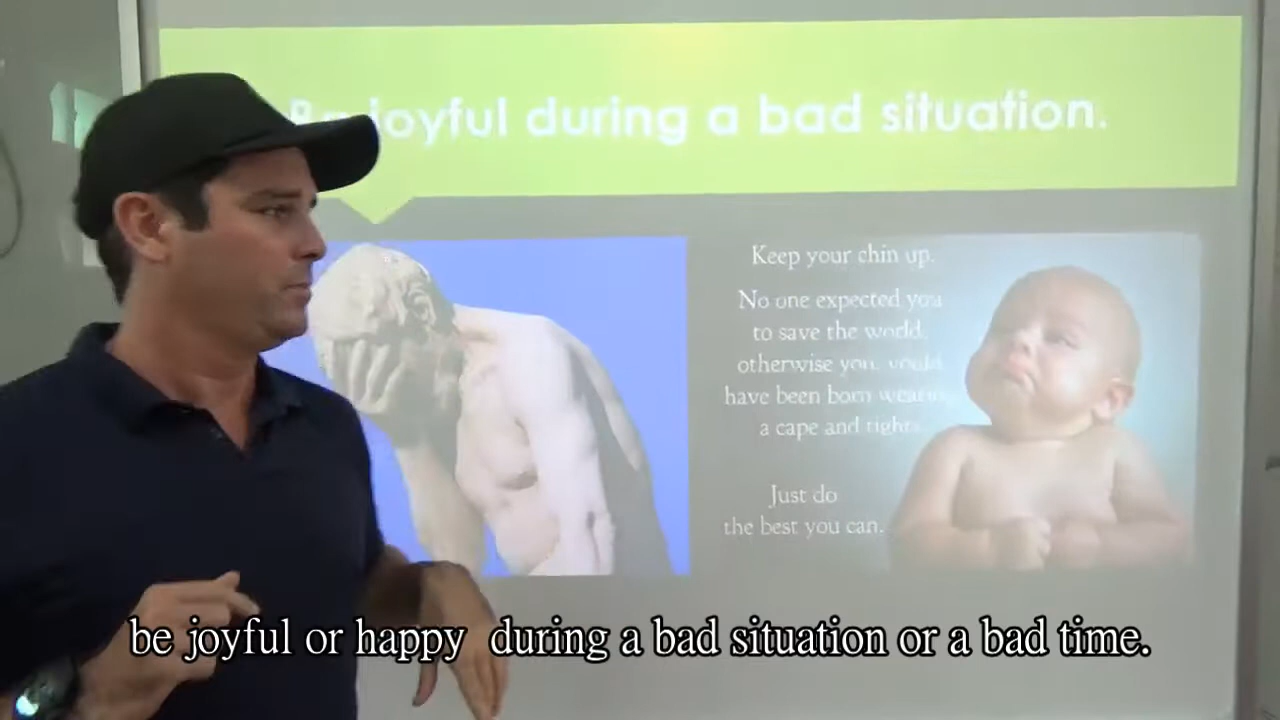 Be joyful during a bad situation.
Keep your chin up.
No one expected you
to save the world,
otherwise you would
have been born wearing
a cape and tights.
Just do
the best you can.
be joyful or happy during a bad situation or a bad time.